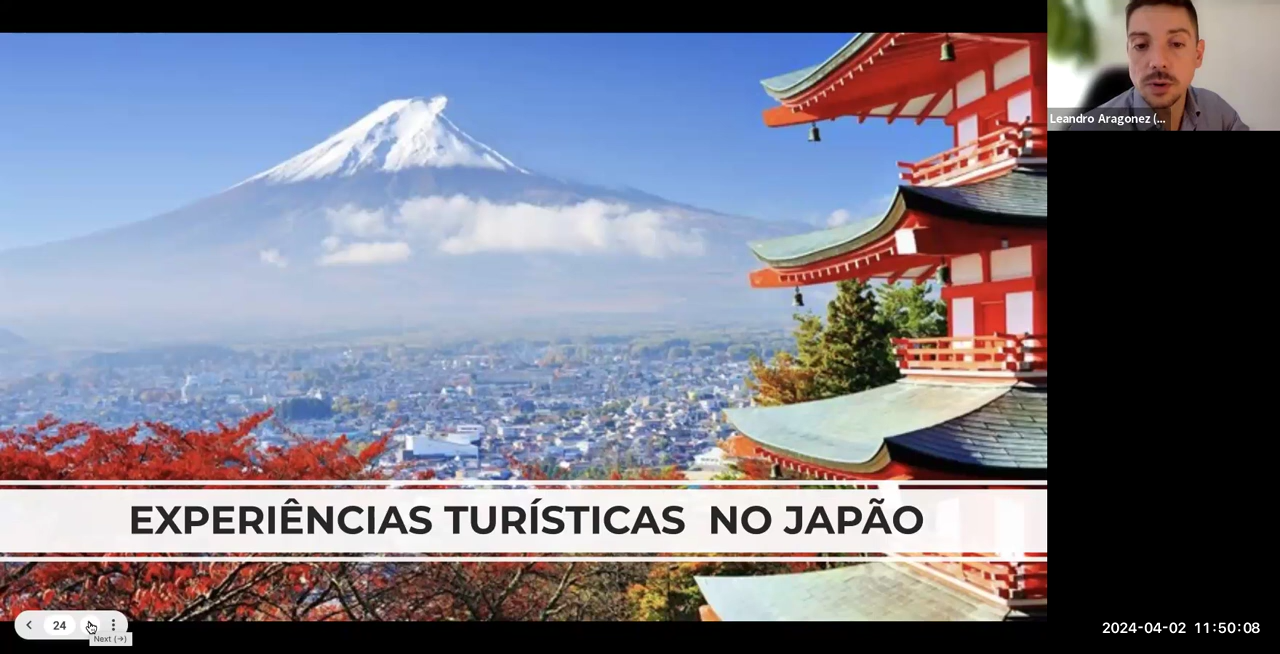 Leandro Aragonez (...
EXPERIÊNCIAS TURÍSTICAS  NO JAPÃO
24
Next (→)
2024-04-02 11:50:08